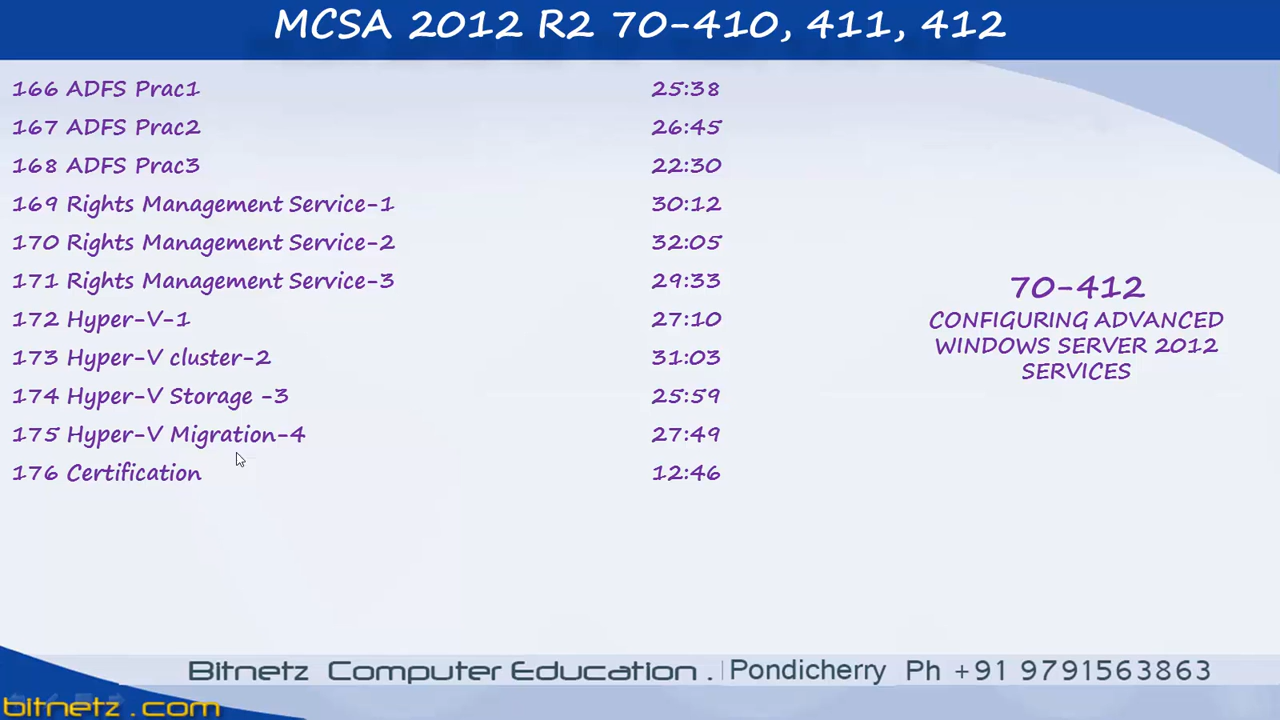 MCSA 2012 R2 70-410, 411, 412
166 ADFS Prac1 25:38
167 ADFS Prac2 26:45
168 ADFS Prac3 22:30
169 Rights Management Service-1 30:12
170 Rights Management Service-2 32:05
171 Rights Management Service-3 29:33
172 Hyper-V-1 27:10
173 Hyper-V cluster-2 31:03
174 Hyper-V Storage -3 25:59
175 Hyper-V Migration-4 27:49
176 Certification 12:46
70-412
CONFIGURING ADVANCED
WINDOWS SERVER 2012
SERVICES
Bitnetz Computer Education . Pondicherry Ph +91 9791563863
bitnetz.com